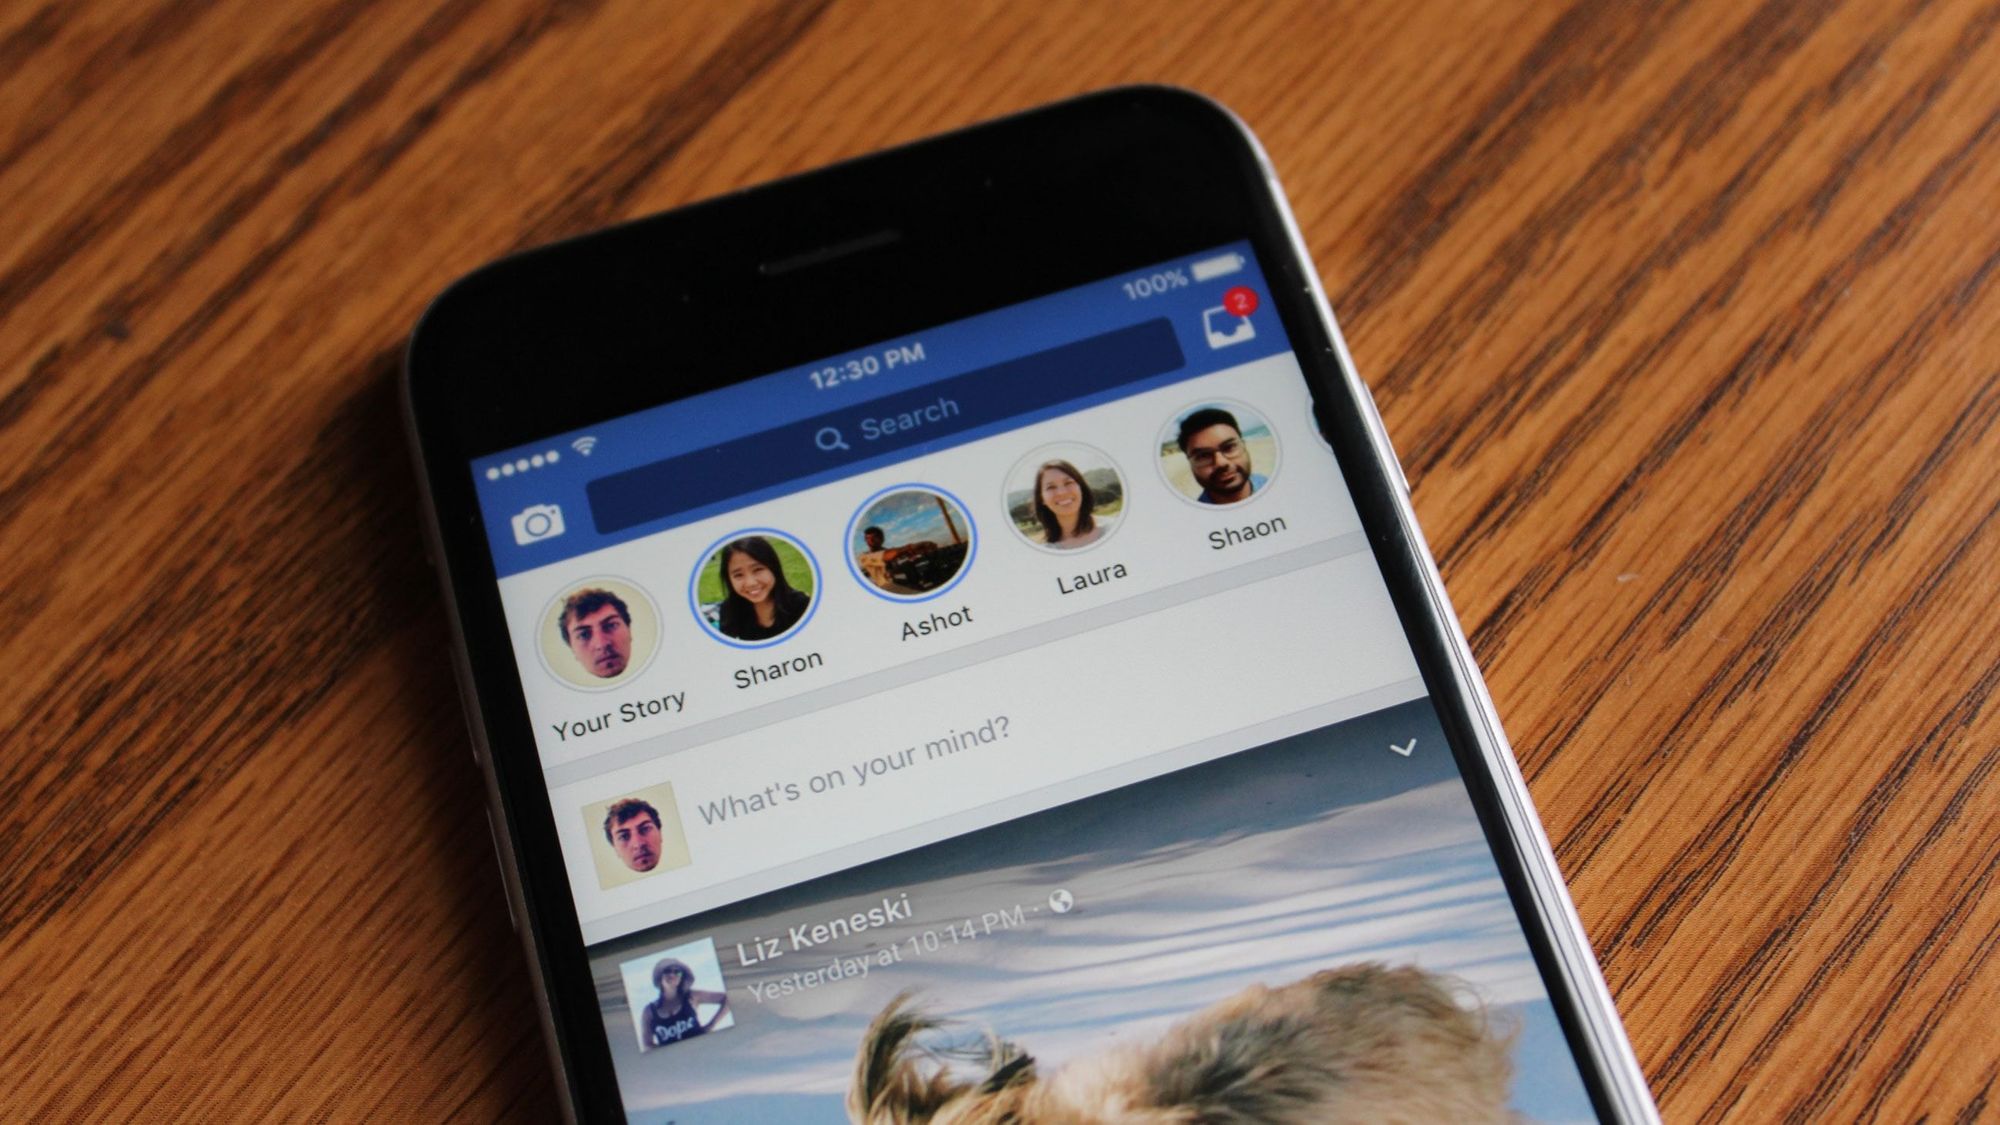 100%
12:30 PM
2
Search
Your Story
Sharon
Ashot
Laura
Shaon
What's on your mind?
Liz Keneski
Yesterday at 10:14 PM ·
Dope